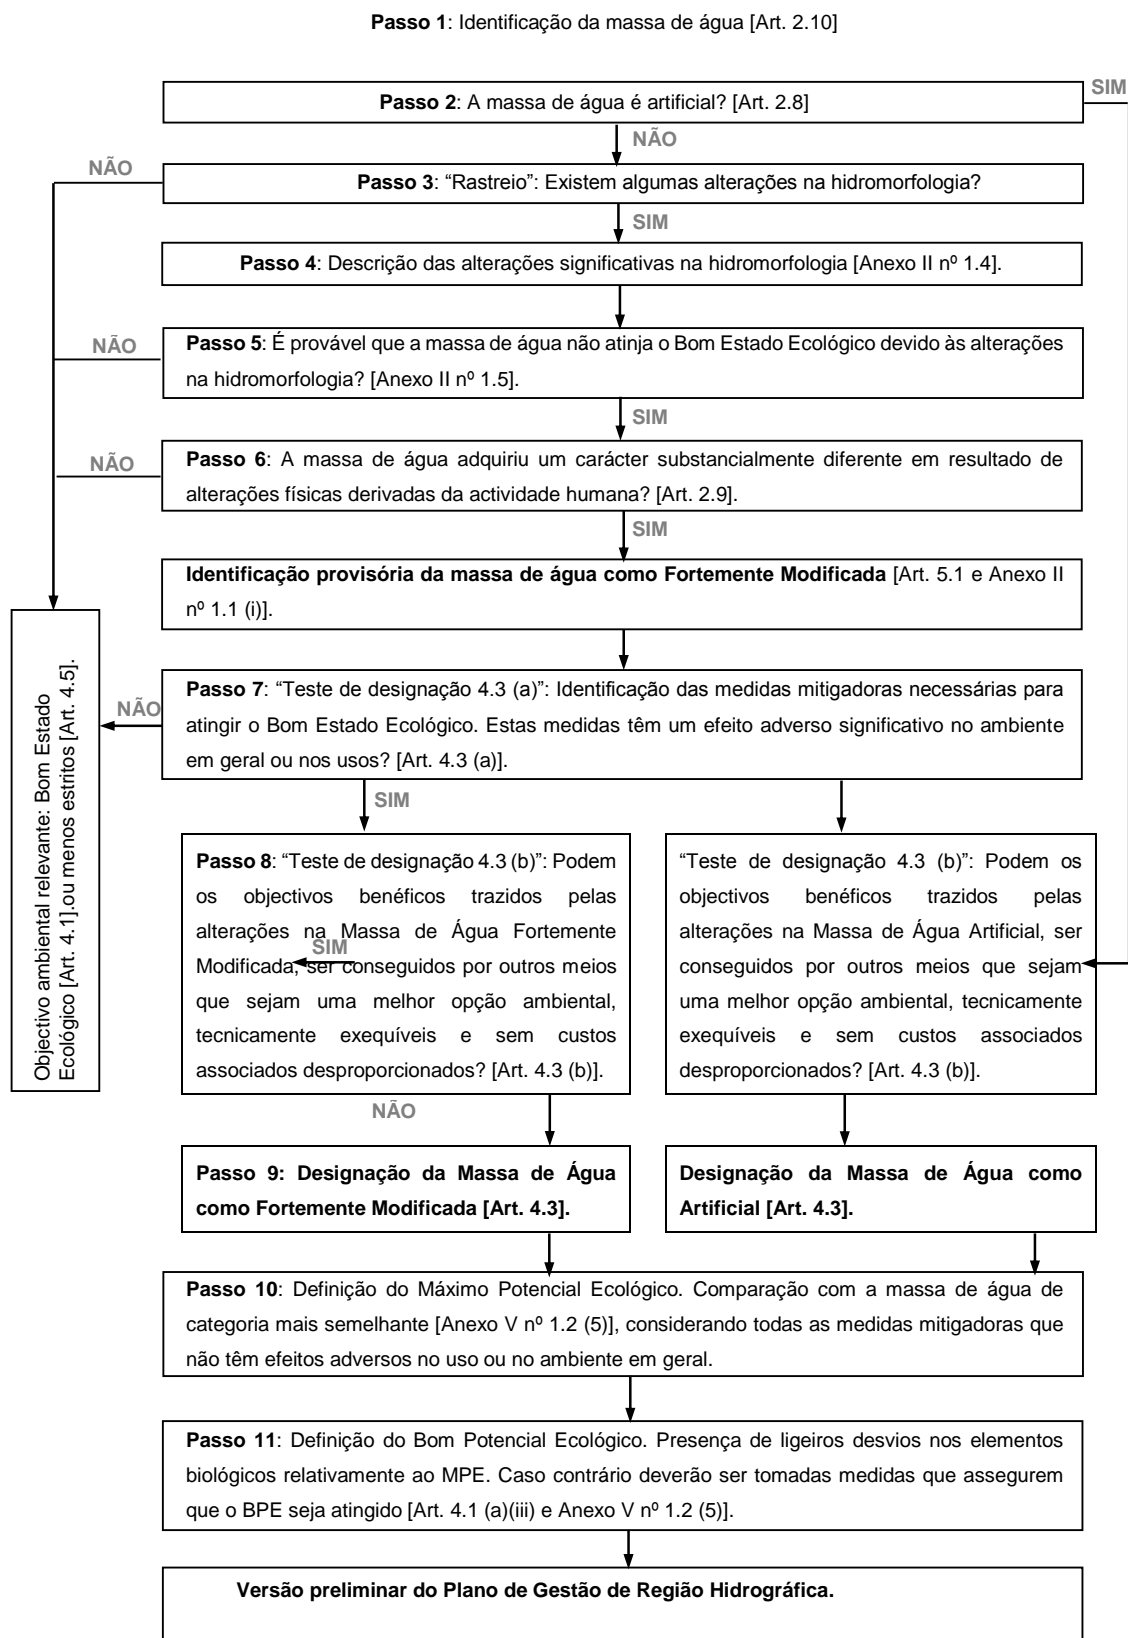 Passo 1: Identificação da massa de água [Art. 2.10]
SIM
Passo 2: A massa de água é artificial? [Art. 2.8]
NÃO
NÃO
Passo 3: “Rastreio”: Existem algumas alterações na hidromorfologia?
SIM
Passo 4: Descrição das alterações significativas na hidromorfologia [Anexo II nº 1.4].
NÃO
Passo 5: É provável que a massa de água não atinja o Bom Estado Ecológico devido às alterações
na hidromorfologia? [Anexo II nº 1.5].
SIM
NÃO
Passo 6: A massa de água adquiriu um carácter substancialmente diferente em resultado de
alterações físicas derivadas da actividade humana? [Art. 2.9].
SIM
Identificação provisória da massa de água como Fortemente Modificada [Art. 5.1 e Anexo II
nº 1.1 (i)].
Objectivo ambiental relevante: Bom Estado
Ecológico [Art. 4.1].ou menos estritos [Art. 4.5].
NÃO
Passo 7: “Teste de designação 4.3 (a)”: Identificação das medidas mitigadoras necessárias para
atingir o Bom Estado Ecológico. Estas medidas têm um efeito adverso significativo no ambiente
em geral ou nos usos? [Art. 4.3 (a)].
SIM
Passo 8: “Teste de designação 4.3 (b)”: Podem
os objectivos benéficos trazidos pelas
alterações na Massa de Água Fortemente
SIM
Modificada, ser conseguidos por outros meios
que sejam uma melhor opção ambiental,
tecnicamente exequíveis e sem custos
associados desproporcionados? [Art. 4.3 (b)].
“Teste de designação 4.3 (b)”: Podem os
objectivos benéficos trazidos pelas
alterações na Massa de Água Artificial, ser
conseguidos por outros meios que sejam
uma melhor opção ambiental, tecnicamente
exequíveis e sem custos associados
desproporcionados? [Art. 4.3 (b)].
NÃO
Passo 9: Designação da Massa de Água
como Fortemente Modificada [Art. 4.3].
Designação da Massa de Água como
Artificial [Art. 4.3].
Passo 10: Definição do Máximo Potencial Ecológico. Comparação com a massa de água de
categoria mais semelhante [Anexo V nº 1.2 (5)], considerando todas as medidas mitigadoras que
não têm efeitos adversos no uso ou no ambiente em geral.
Passo 11: Definição do Bom Potencial Ecológico. Presença de ligeiros desvios nos elementos
biológicos relativamente ao MPE. Caso contrário deverão ser tomadas medidas que assegurem
que o BPE seja atingido [Art. 4.1 (a)(iii) e Anexo V nº 1.2 (5)].
Versão preliminar do Plano de Gestão de Região Hidrográfica.